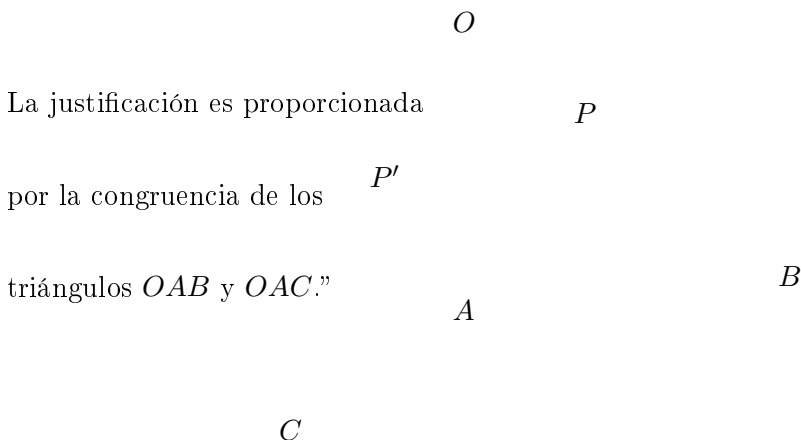 O
La justificación es proporcionada
P
por la congruencia de los
P′
triángulos OAB y OAC.”
B
A
C